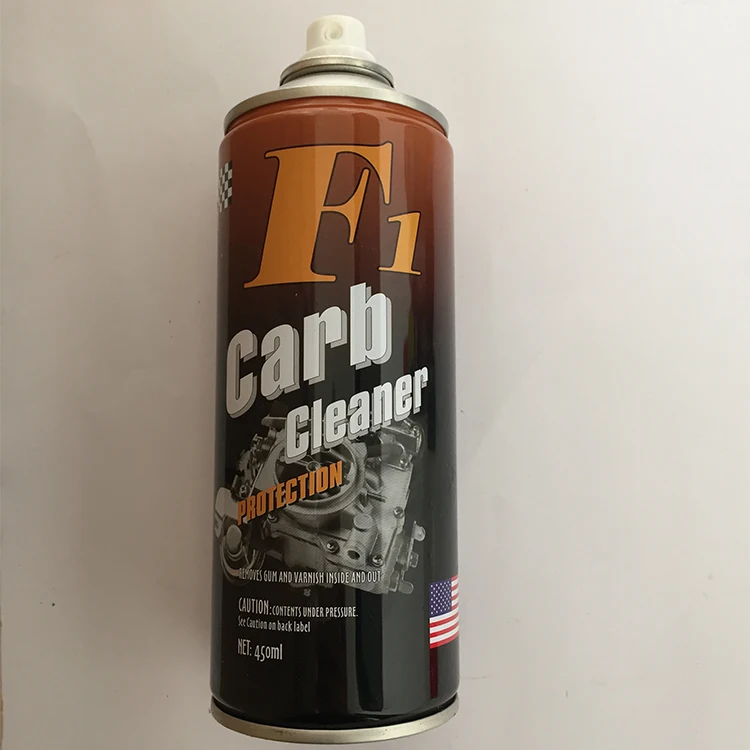 F1
Carb
Cleaner
PROTECTION
REMOVES GUM AND VARNISH INSIDE AND OUT
CAUTION: CONTENTS UNDER PRESSURE.
See Caution on back label
NET: 450ml